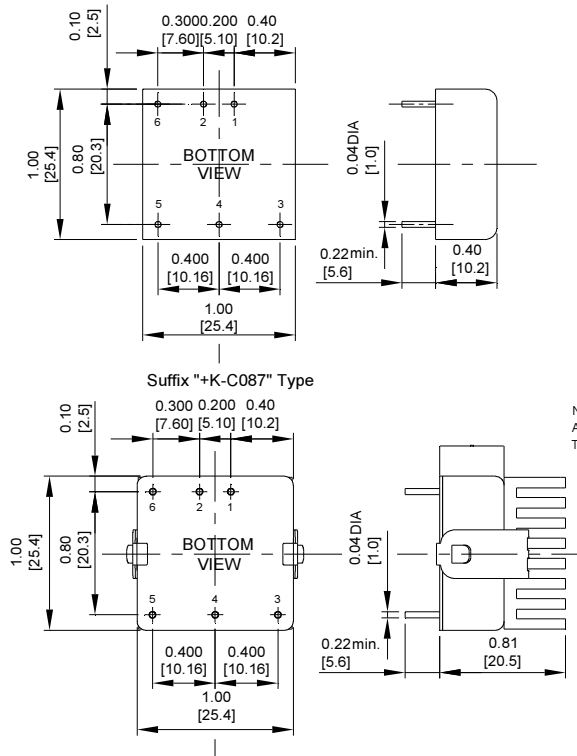 0.10
[2.5]
0.300 0.200 0.40
[7.60] [5.10] [10.2]
6 2 1
BOTTOM
VIEW
5 4 3
1.00
[25.4]
0.80
[20.3]
0.400 0.400
[10.16] [10.16]
1.00
[25.4]
0.04DIA
[1.0]
0.22min.
[5.6]
0.40
[10.2]
Suffix "+K-C087" Type
0.10
[2.5]
0.300 0.200 0.40
[7.60] [5.10] [10.2]
6 2 1
BOTTOM
VIEW
5 4 3
1.00
[25.4]
0.80
[20.3]
0.400 0.400
[10.16] [10.16]
1.00
[25.4]
0.04DIA
[1.0]
0.22min.
[5.6]
0.81
[20.5]
N
A
T